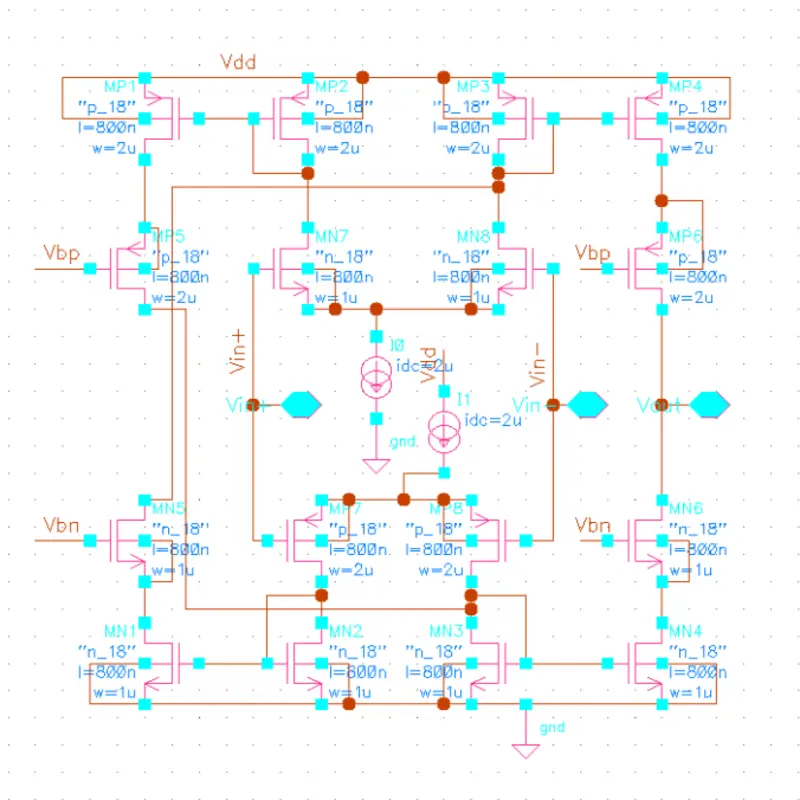 Vdd
MP1 MP2 MP3 MP4
"p_18" "p_18" "p_18" "p_18"
l=800n l=800n l=800n l=800n
w=2u w=2u w=2u w=2u
Vbp MP5 MN7 MN8 Vbp MP6
"p_18" "n_18" "n_18" "p_18"
l=800n l=800n l=800n l=800n
w=2u w=1u w=1u w=2u
Vin+ I0 Vdd Vin-
idc=2u
Vin+ I1 Vin- Vout
idc=2u
gnd
Vbn MN5 MP7 MP8 Vbn MN6
"n_18" "p_18" "p_18" "n_18"
l=800n l=800n l=800n l=800n
w=1u w=2u w=2u w=1u
MN1 MN2 MN3 MN4
"n_18" "n_18" "n_18" "n_18"
l=800n l=800n l=800n l=800n
w=1u w=1u w=1u w=1u
gnd